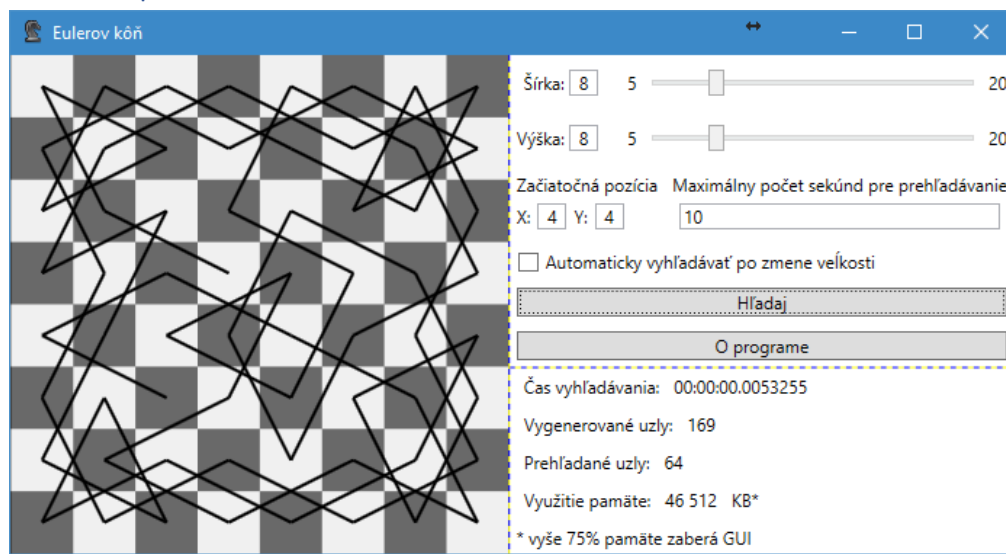 Eulerov kôň
Šírka: 8 5 20
Výška: 8 5 20
Začiatočná pozícia Maximálny počet sekúnd pre prehľadávanie
X: 4 Y: 4 10
Automaticky vyhľadávať po zmene veľkosti
Hľadaj
O programe
Čas vyhľadávania: 00:00:00.0053255
Vygenerované uzly: 169
Prehľadané uzly: 64
Využitie pamäte: 46 512 KB*
* vyše 75% pamäte zaberá GUI